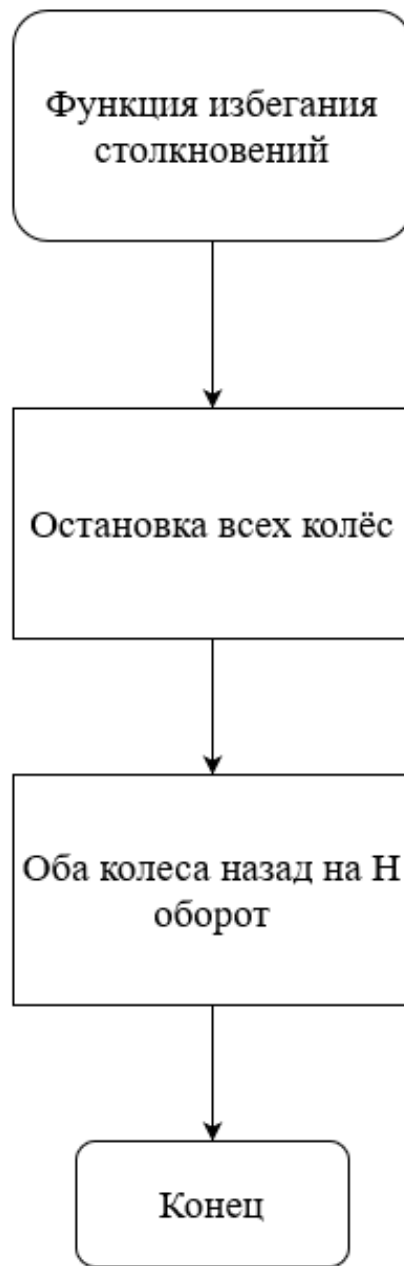 Функция избегания
столкновений
Остановка всех колёс
Оба колеса назад на Н
оборот
Конец